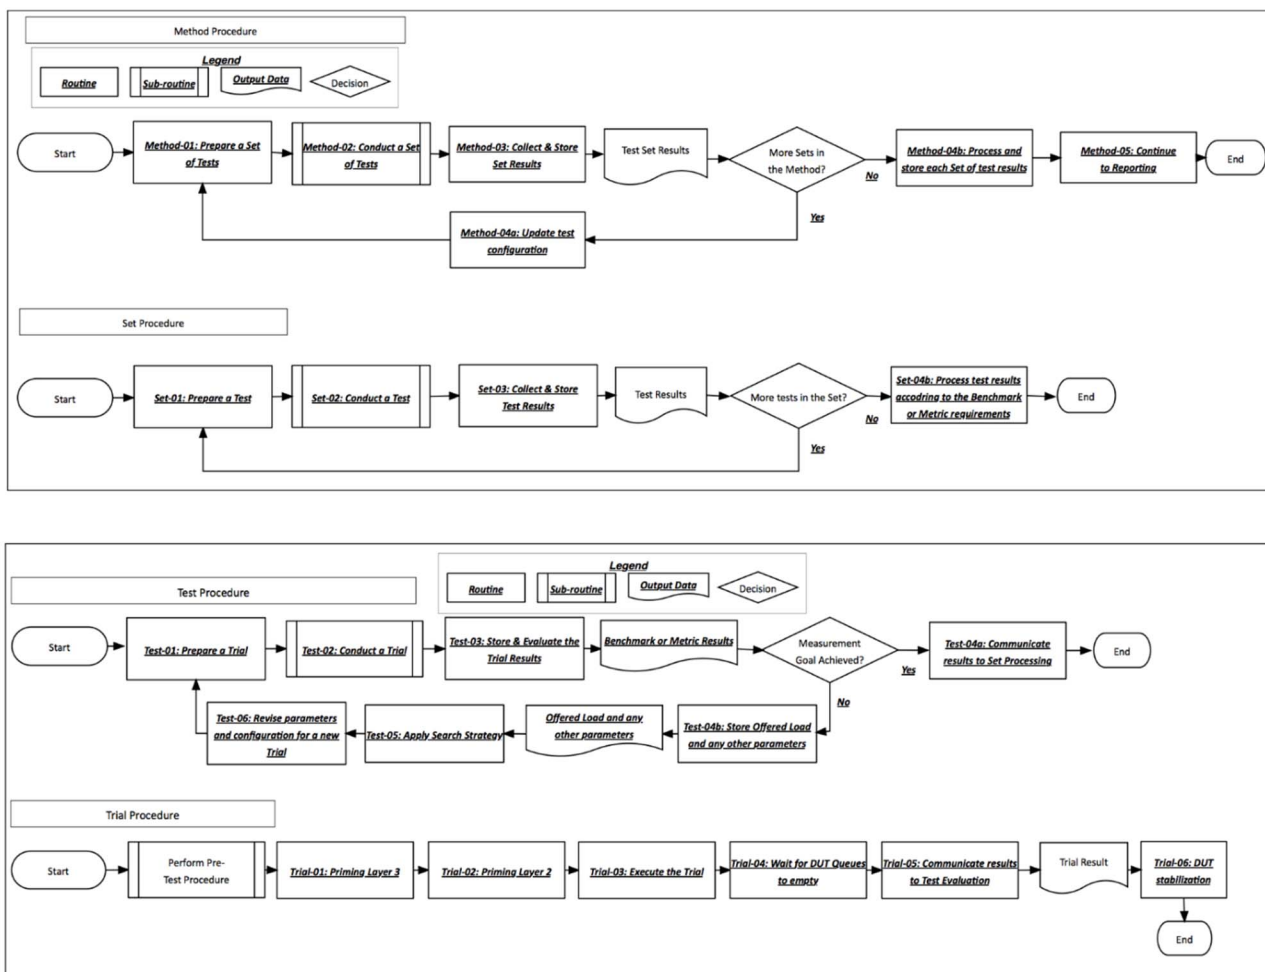 Method Procedure
Legend
Routine
Sub-routine
Output Data
Decision
Start
Method-01: Prepare a Set
of Tests
Method-02: Conduct a Set
of Tests
Method-03: Collect & Store
Set Results
Test Set Results
More Sets in
the Method?
No
Method-04b: Process and
store each Set of test results
Method-05: Continue
to Reporting
End
Yes
Method-04a: Update test
configuration
Set Procedure
Start
Set-01: Prepare a Test
Set-02: Conduct a Test
Set-03: Collect & Store
Test Results
Test Results
More tests in the Set?
No
Set-04b: Process test results
accodring to the Benchmark
or Metric requirements
End
Yes
Legend
Routine
Sub-routine
Output Data
Decision
Test Procedure
Start
Test-01: Prepare a Trial
Test-02: Conduct a Trial
Test-03: Store & Evaluate the
Trial Results
Benchmark or Metric Results
Measurement
Goal Achieved?
Yes
Test-04a: Communicate
results to Set Processing
End
No
Test-04b: Store Offered Load
and any other parameters
Offered Load and any
other parameters
Test-05: Apply Search Strategy
Test-06: Revise parameters
and configuration for a new
Trial
Trial Procedure
Start
Perform Pre-
Test Procedure
Trial-01: Priming Layer 3
Trial-02: Priming Layer 2
Trial-03: Execute the Trial
Trial-04: Wait for DUT Queues
to empty
Trial-05: Communicate results
to Test Evaluation
Trial Result
Trial-06: DUT
stabilization
End